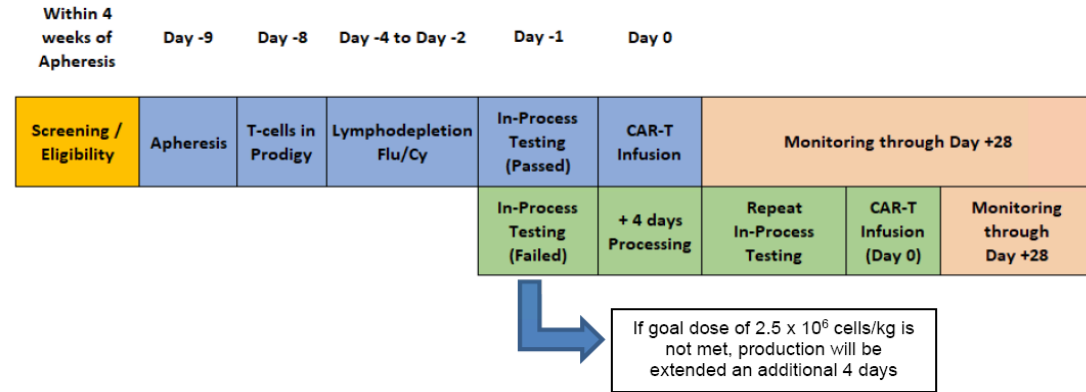 Within 4
weeks of
Apheresis
Day -9
Day -8
Day -4 to Day -2
Day -1
Day 0
Screening /
Eligibility
Apheresis
T-cells in
Prodigy
Lymphodepletion
Flu/Cy
In-Process
Testing
(Passed)
CAR-T
Infusion
Monitoring through Day +28
In-Process
Testing
(Failed)
+ 4 days
Processing
Repeat
In-Process
Testing
CAR-T
Infusion
(Day 0)
Monitoring
through
Day +28
If goal dose of 2.5 x 10⁶ cells/kg is
not met, production will be
extended an additional 4 days